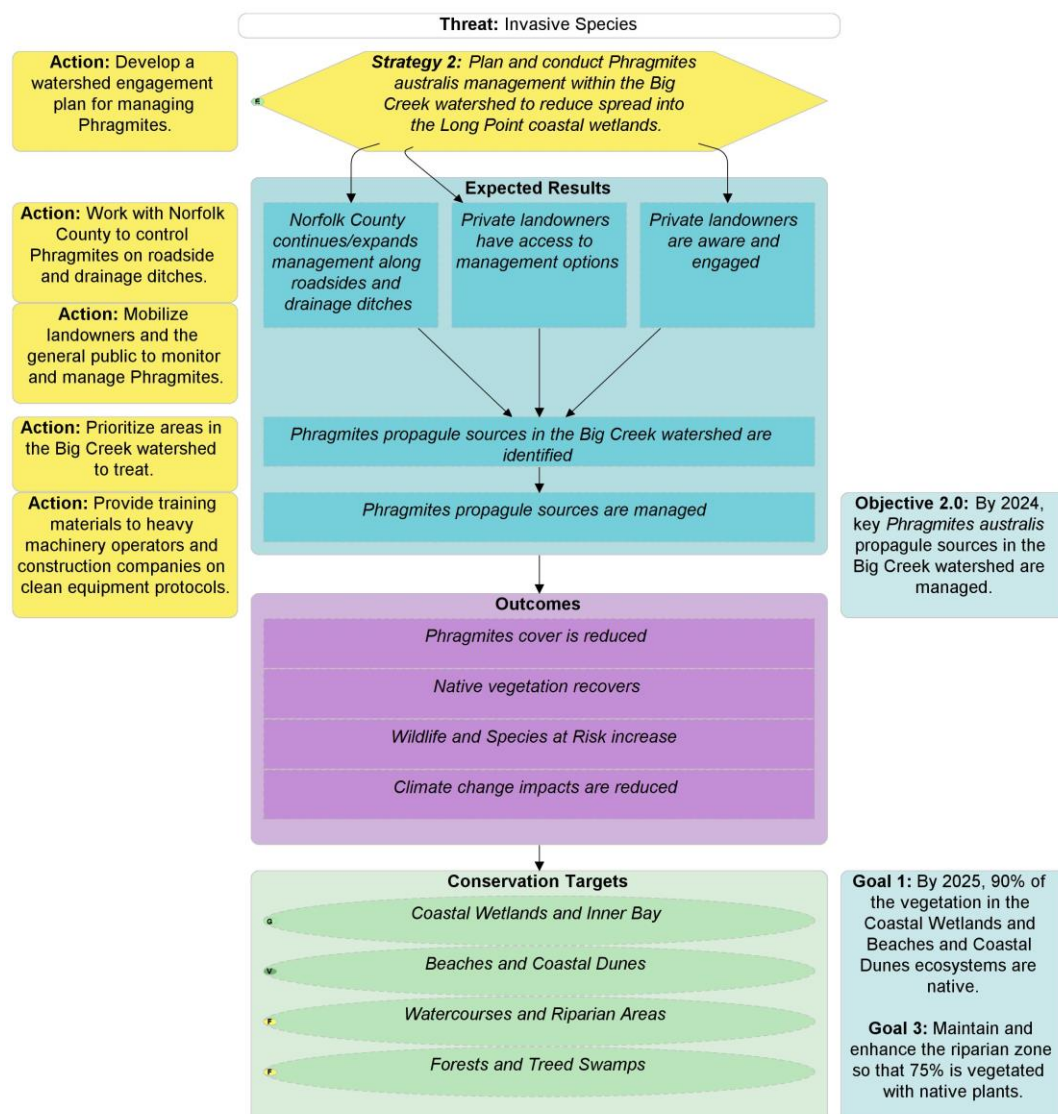 Threat: Invasive Species
Action: Develop a
watershed engagement
plan for managing
Phragmites.
Strategy 2: Plan and conduct Phragmites
australis management within the Big
Creek watershed to reduce spread into
the Long Point coastal wetlands.
E
Expected Results
Action: Work with Norfolk
County to control
Phragmites on roadside
and drainage ditches.
Norfolk County
continues/expands
management along
roadsides and
drainage ditches
Private landowners
have access to
management options
Private landowners
are aware and
engaged
Action: Mobilize
landowners and the
general public to monitor
and manage Phragmites.
Action: Prioritize areas in
the Big Creek watershed
to treat.
Phragmites propagule sources in the Big Creek watershed are
identified
Action: Provide training
materials to heavy
machinery operators and
construction companies on
clean equipment protocols.
Phragmites propagule sources are managed
Objective 2.0: By 2024,
key Phragmites australis
propagule sources in the
Big Creek watershed are
managed.
Outcomes
Phragmites cover is reduced
Native vegetation recovers
Wildlife and Species at Risk increase
Climate change impacts are reduced
Conservation Targets
G
Coastal Wetlands and Inner Bay
V
Beaches and Coastal Dunes
F
Watercourses and Riparian Areas
F
Forests and Treed Swamps
Goal 1: By 2025, 90% of
the vegetation in the
Coastal Wetlands and
Beaches and Coastal
Dunes ecosystems are
native.
Goal 3: Maintain and
enhance the riparian zone
so that 75% is vegetated
with native plants.